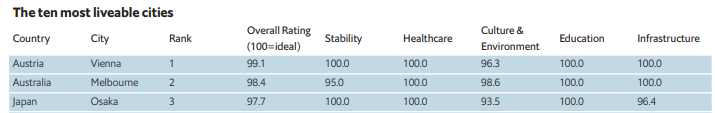 The ten most liveable cities
Country City Rank Overall Rating (100=ideal) Stability Healthcare Culture & Environment Education Infrastructure
Austria Vienna 1 99.1 100.0 100.0 96.3 100.0 100.0
Australia Melbourne 2 98.4 95.0 100.0 98.6 100.0 100.0
Japan Osaka 3 97.7 100.0 100.0 93.5 100.0 96.4